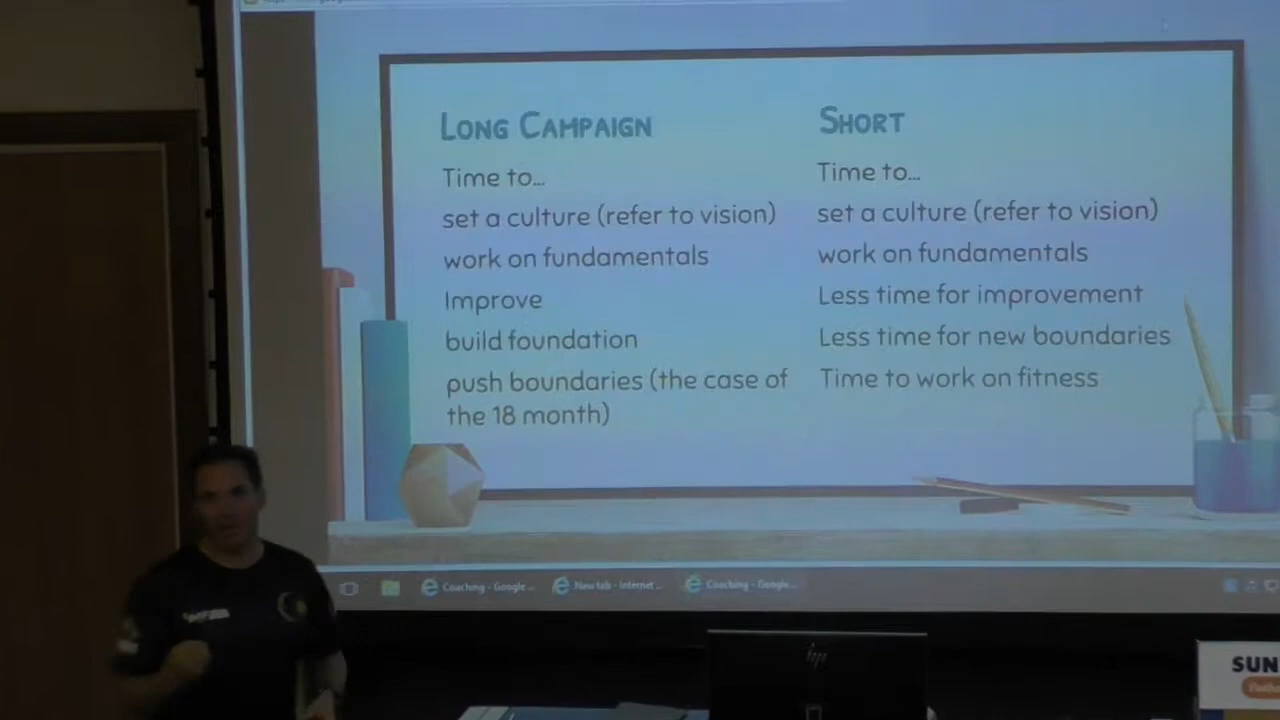 LONG CAMPAIGN
Time to...
set a culture (refer to vision)
work on fundamentals
Improve
build foundation
push boundaries (the case of
the 18 month)
SHORT
Time to...
set a culture (refer to vision)
work on fundamentals
Less time for improvement
Less time for new boundaries
Time to work on fitness
Coaching - Google...
New tab - Internet...
Coaching - Google...
hp
SUN